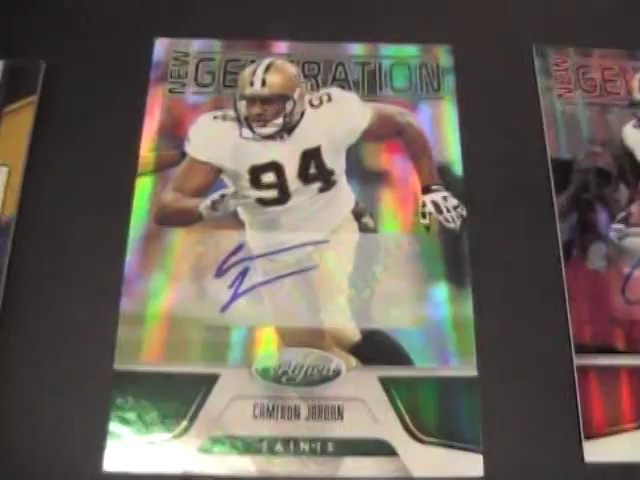 NEW GENERATION
94
94
Certified
CAMERON JORDAN
SAINTS
NEW GE